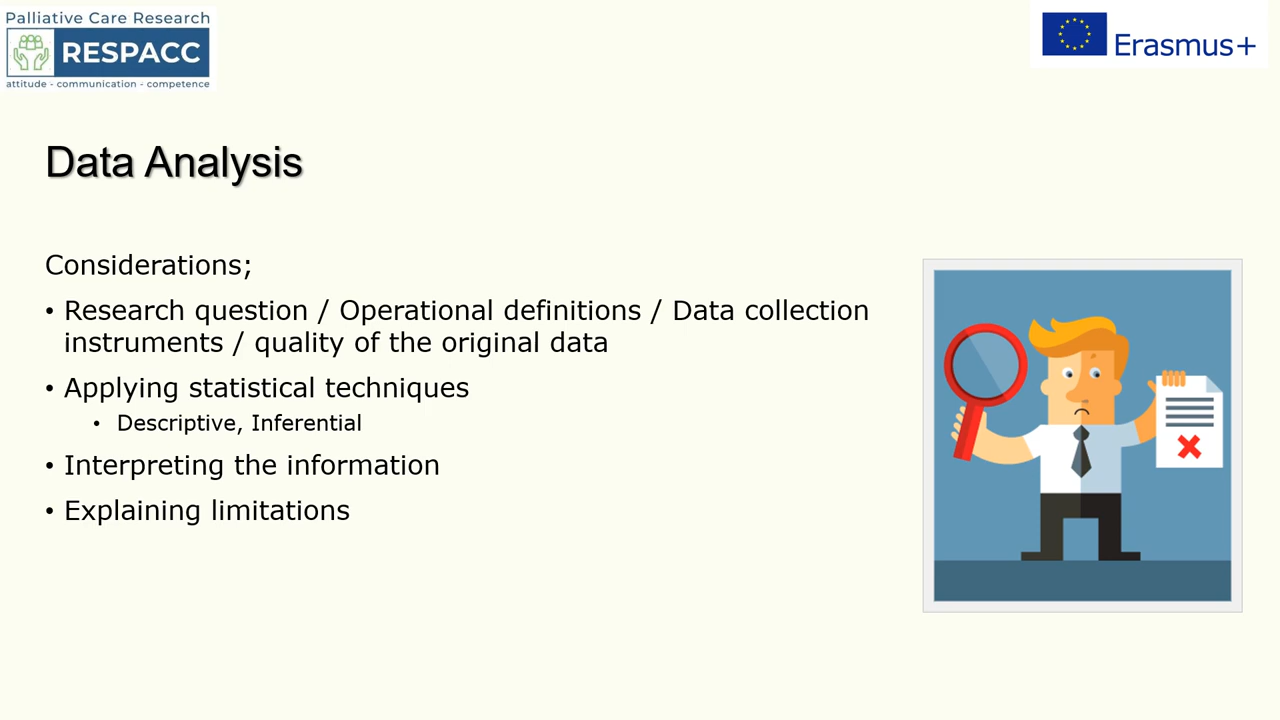 Palliative Care Research
RESPACC
attitude - communication - competence
Erasmus+
Data Analysis
Considerations;
• Research question / Operational definitions / Data collection
instruments / quality of the original data
• Applying statistical techniques
• Descriptive, Inferential
• Interpreting the information
• Explaining limitations